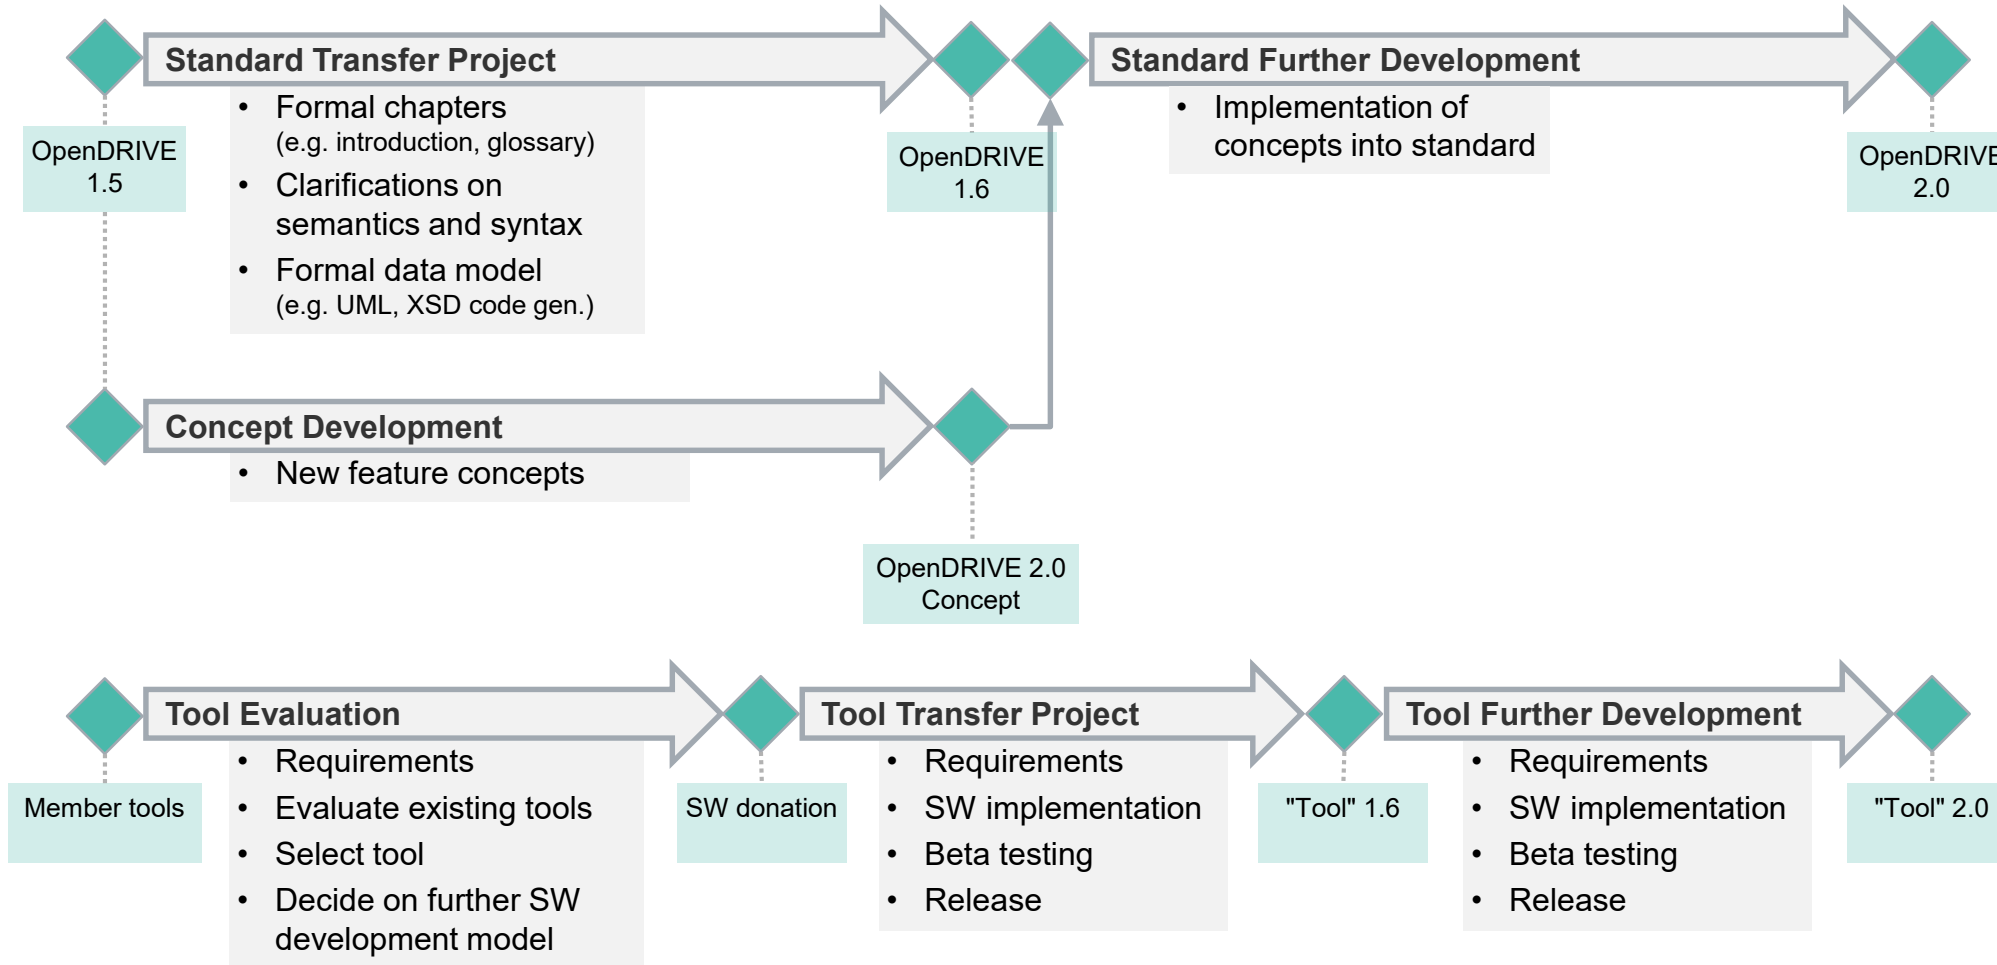 Standard Transfer Project
• Formal chapters
(e.g. introduction, glossary)
• Clarifications on
semantics and syntax
• Formal data model
(e.g. UML, XSD code gen.)
OpenDRIVE
1.5
OpenDRIVE
1.6
Standard Further Development
• Implementation of
concepts into standard
OpenDRIVE
2.0
Concept Development
• New feature concepts
OpenDRIVE 2.0
Concept
Tool Evaluation
• Requirements
• Evaluate existing tools
• Select tool
• Decide on further SW
development model
Member tools
SW donation
Tool Transfer Project
• Requirements
• SW implementation
• Beta testing
• Release
"Tool" 1.6
Tool Further Development
• Requirements
• SW implementation
• Beta testing
• Release
"Tool" 2.0